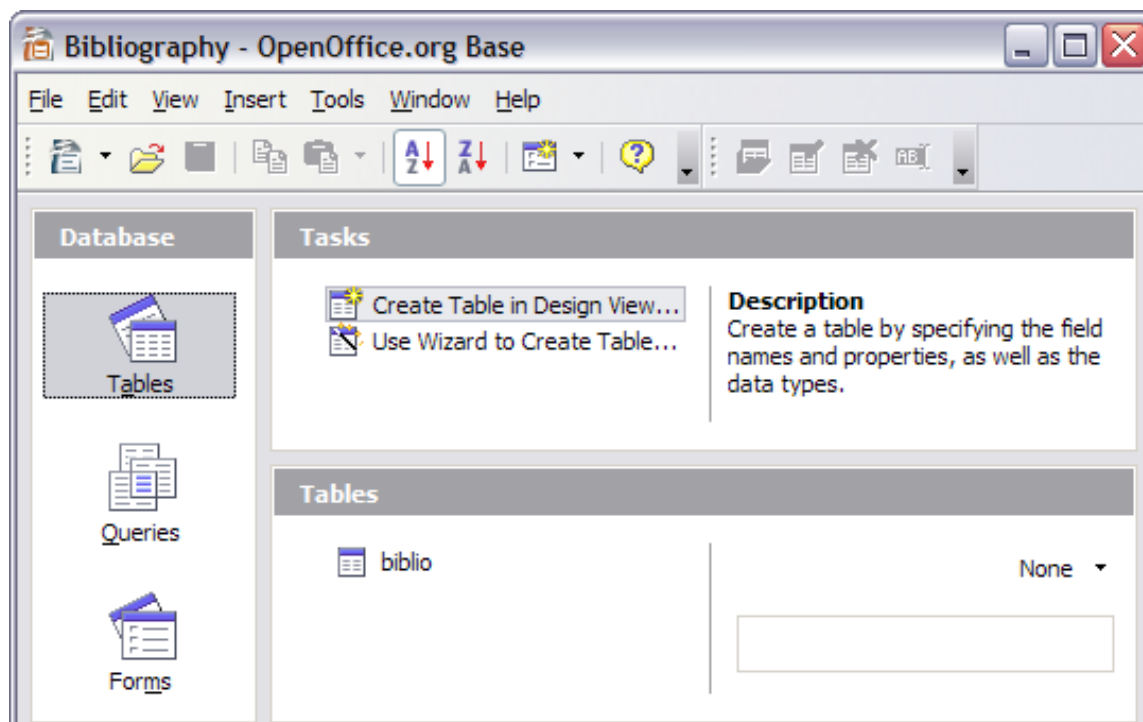 Bibliography - OpenOffice.org Base
File Edit View Insert Tools Window Help
Database
Tables
Queries
Forms
Tasks
Create Table in Design View...
Use Wizard to Create Table...
Description
Create a table by specifying the field
names and properties, as well as the
data types.
Tables
biblio
None